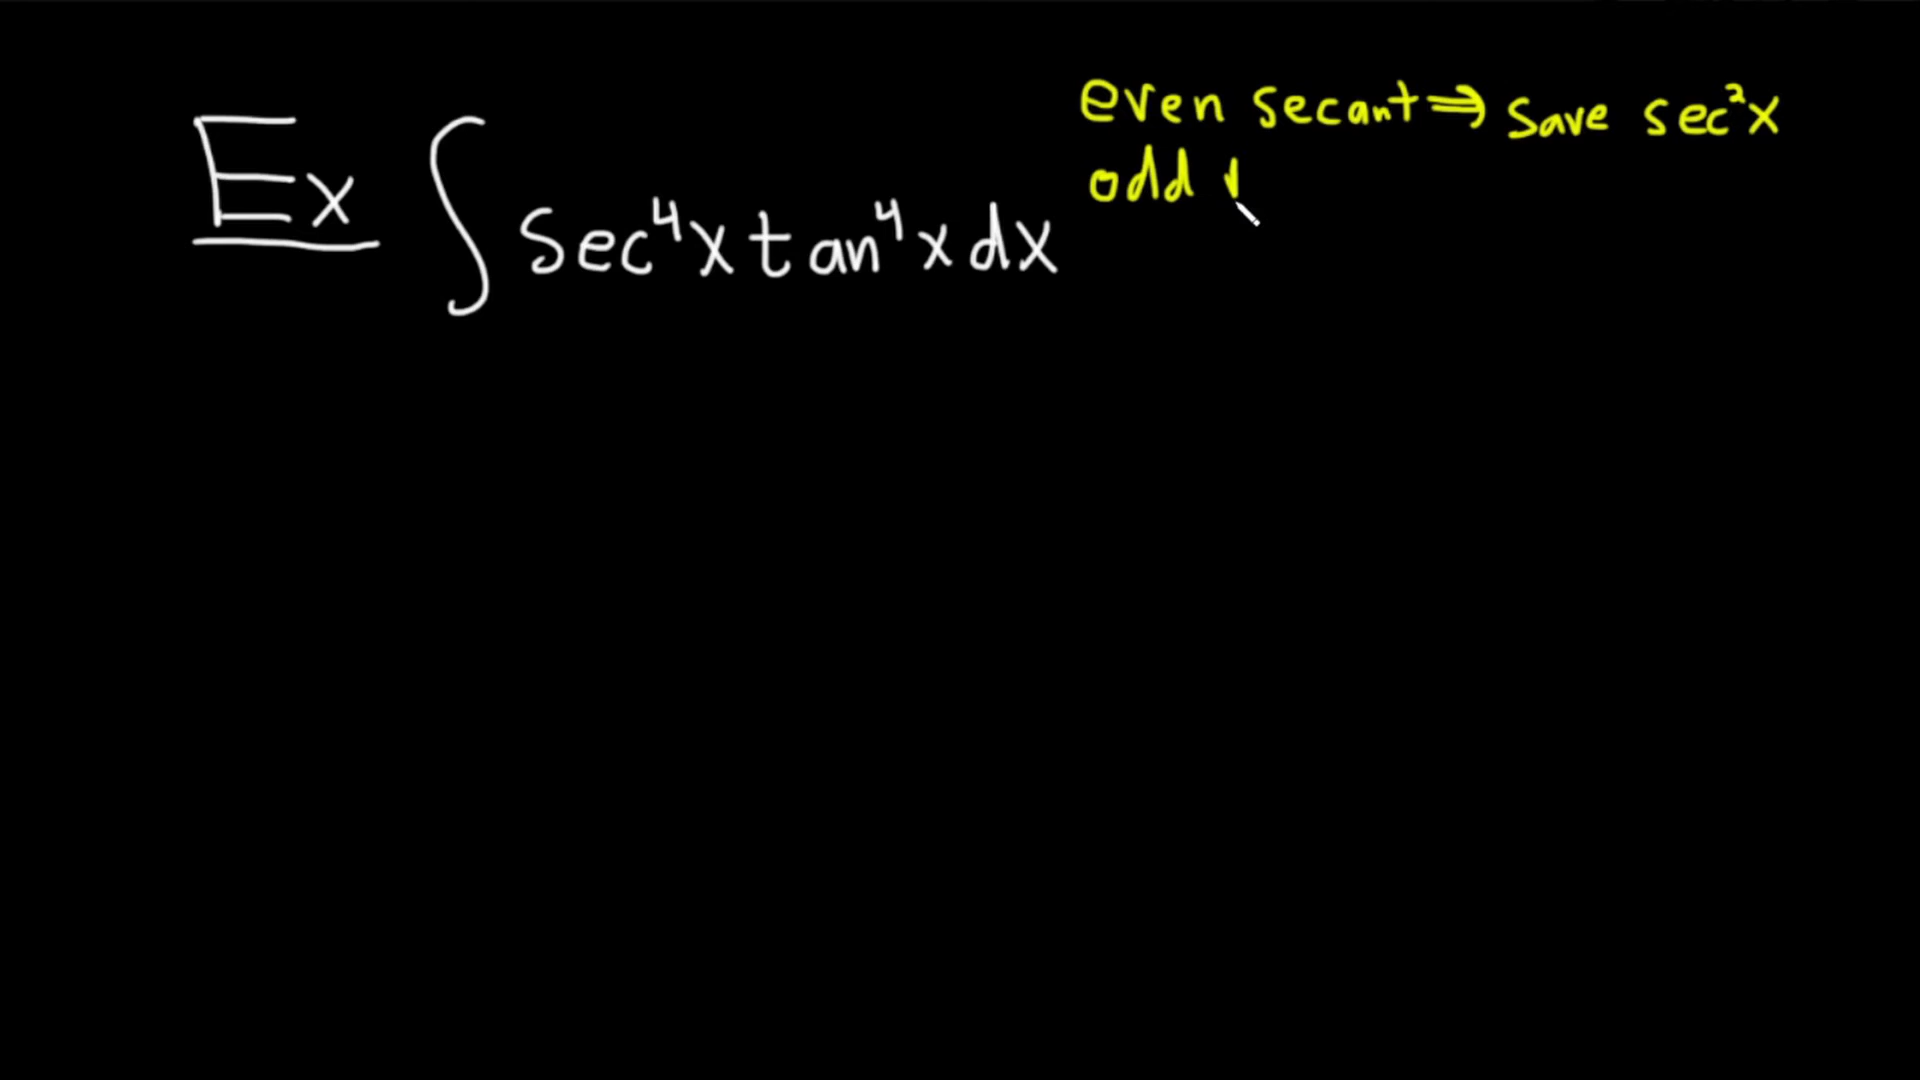 Ex ∫ sec⁴x tan⁴x dx
even secant ⇒ save sec²x
odd